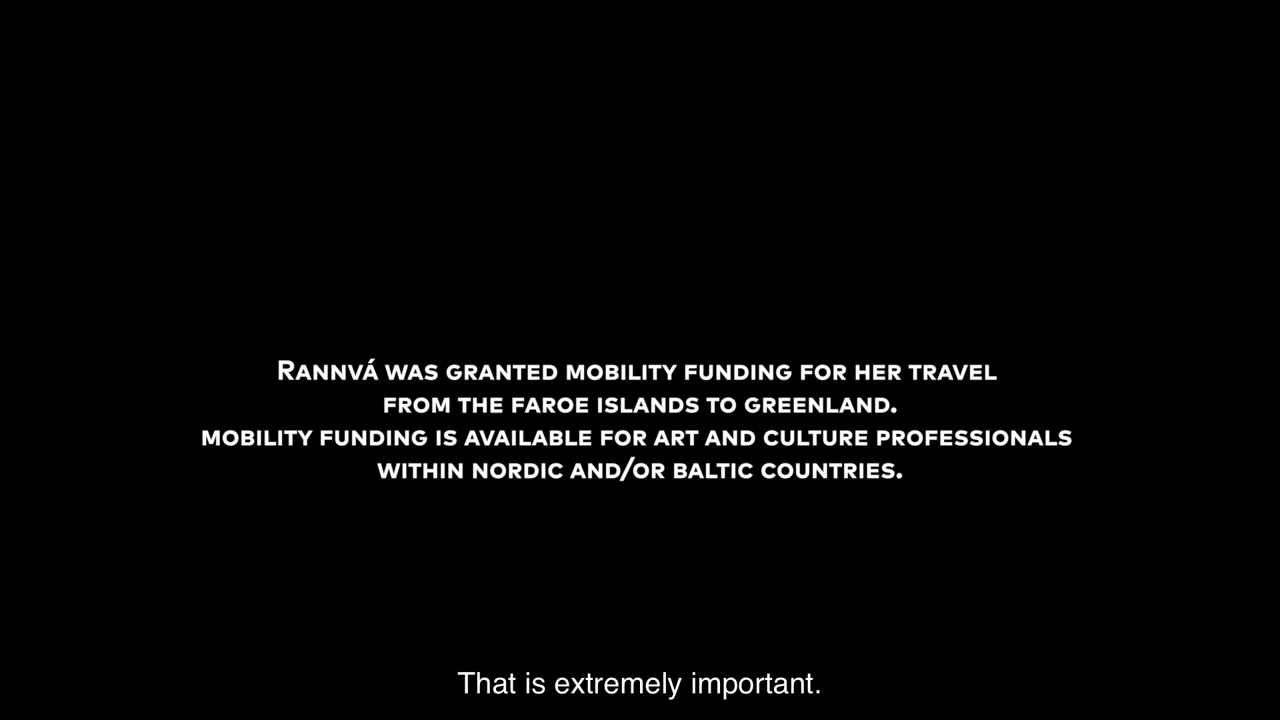 Rannvá was granted mobility funding for her travel
from the faroe islands to greenland.
mobility funding is available for art and culture professionals
within nordic and/or baltic countries.
That is extremely important.